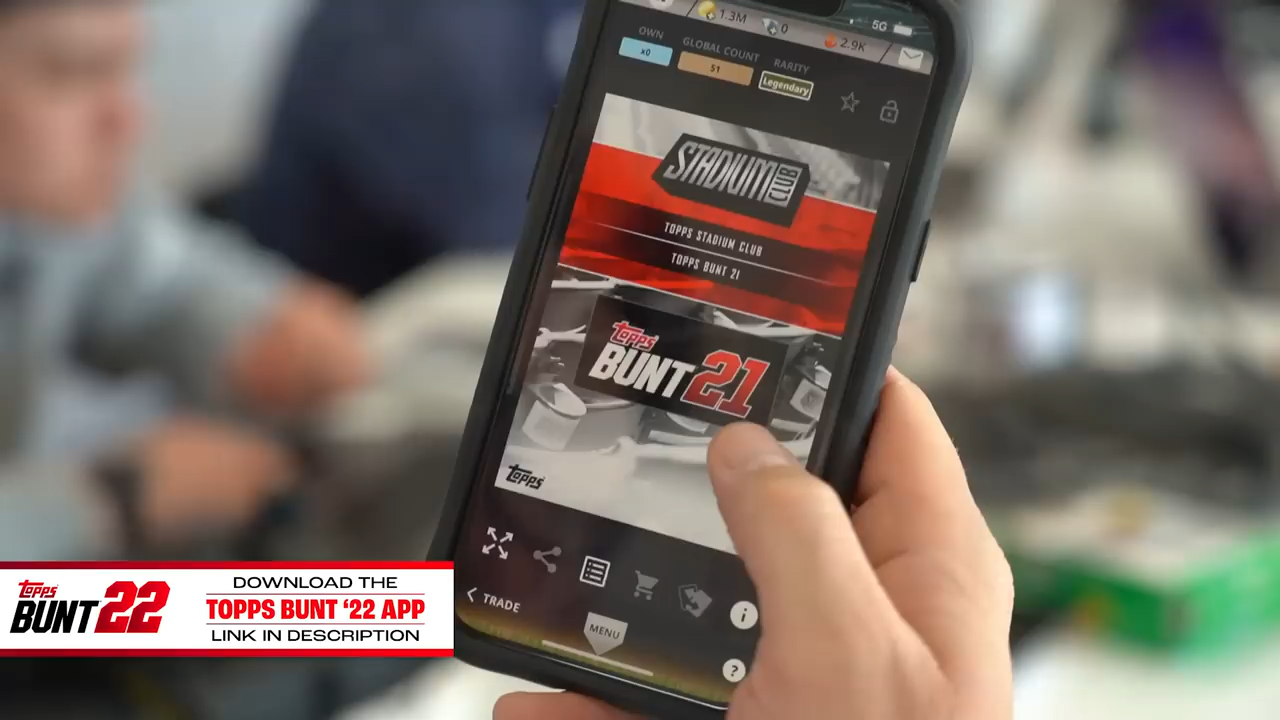 1.3M
0
2.9K
5G
OWN
x0
GLOBAL COUNT
51
RARITY
Legendary
STADIUM
CLUB
TOPPS STADIUM CLUB
TOPPS BUNT 21
topps
BUNT 21
topps
TRADE
MENU
i
?
topps
BUNT 22
DOWNLOAD THE
TOPPS BUNT ‘22 APP
LINK IN DESCRIPTION